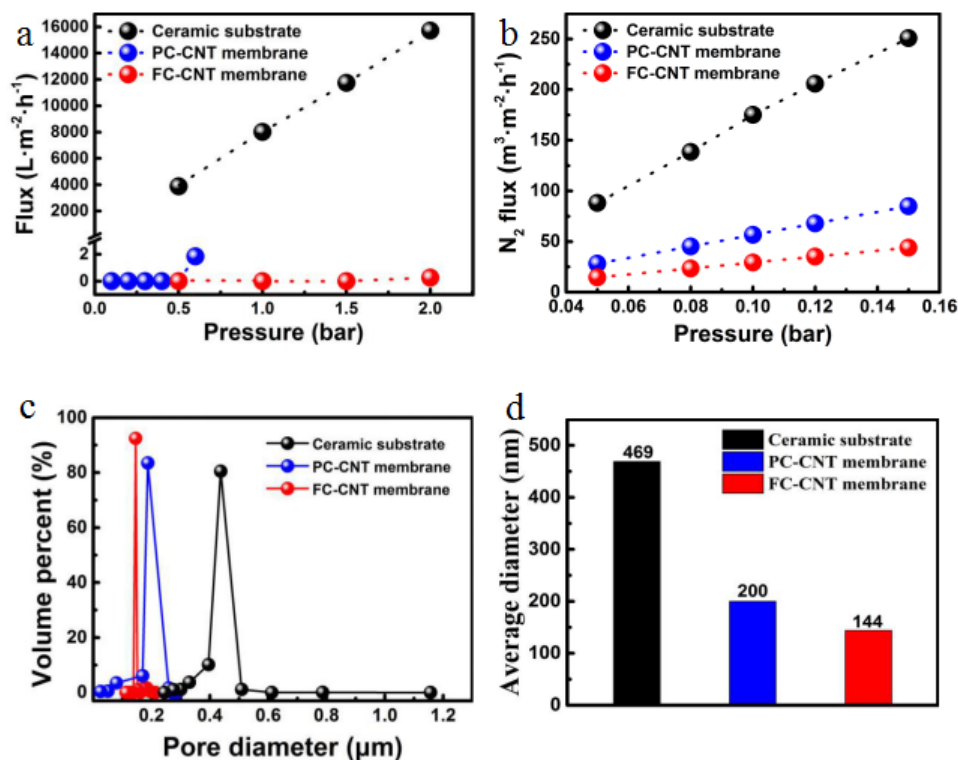 a
Flux (L·m⁻²·h⁻¹)
16000
14000
12000
10000
8000
6000
4000
2000
2
0
Ceramic substrate
PC-CNT membrane
FC-CNT membrane
0.0 0.5 1.0 1.5 2.0
Pressure (bar)
b
N₂ flux (m³·m⁻²·h⁻¹)
250
200
150
100
50
0
Ceramic substrate
PC-CNT membrane
FC-CNT membrane
0.04 0.06 0.08 0.10 0.12 0.14 0.16
Pressure (bar)
c
Volume percent (%)
100
80
60
40
20
0
Ceramic substrate
PC-CNT membrane
FC-CNT membrane
0.2 0.4 0.6 0.8 1.0 1.2
Pore diameter (μm)
d
Average diameter (nm)
500
400
300
200
100
0
469
200
144
Ceramic substrate
PC-CNT membrane
FC-CNT membrane